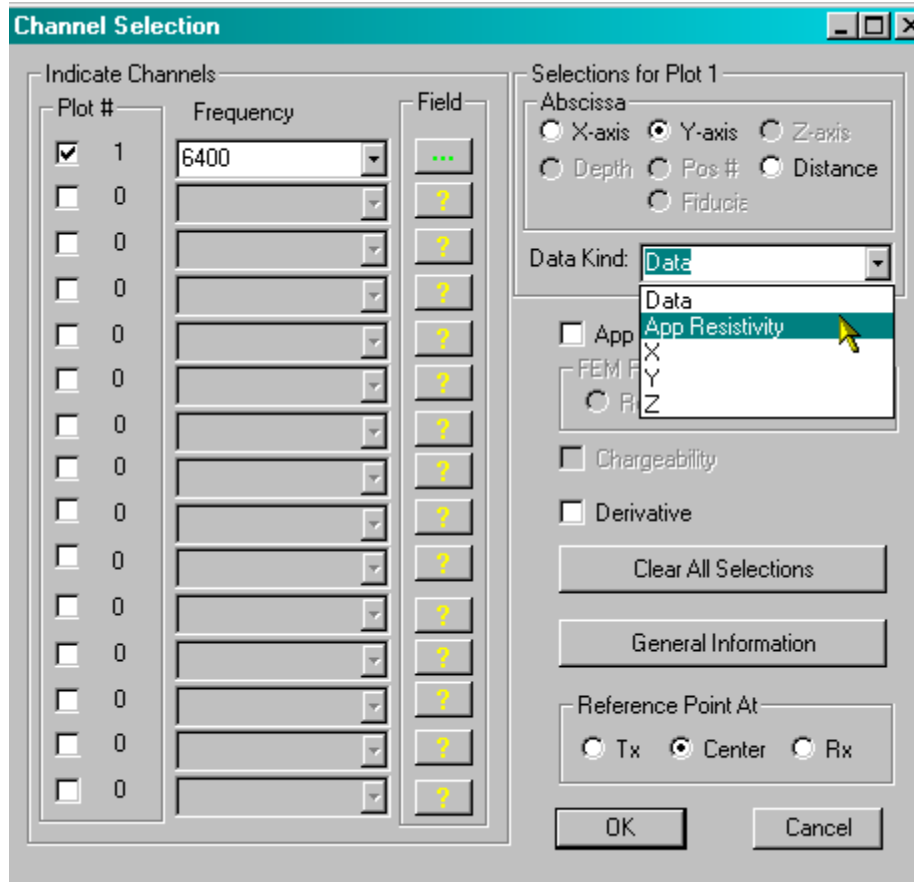 Channel Selection
Indicate Channels
Plot #
Frequency
Field
1
6400
...
0
?
0
?
0
?
0
?
0
?
0
?
0
?
0
?
0
?
0
?
0
?
0
?
0
?
0
?
Selections for Plot 1
Abscissa
X-axis Y-axis Z-axis
Depth Pos # Distance
Fiducia
Data Kind: Data
Data
App Resistivity
X
Y
Z
App
FEM
Chargeability
Derivative
Clear All Selections
General Information
Reference Point At
Tx Center Rx
OK Cancel